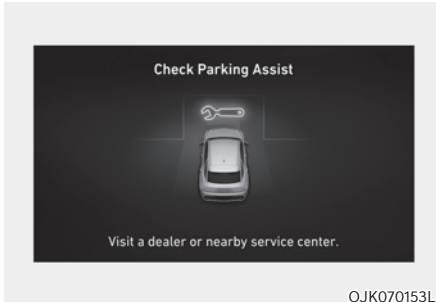 Check Parking Assist
Visit a dealer or nearby service center.
OJK070153L